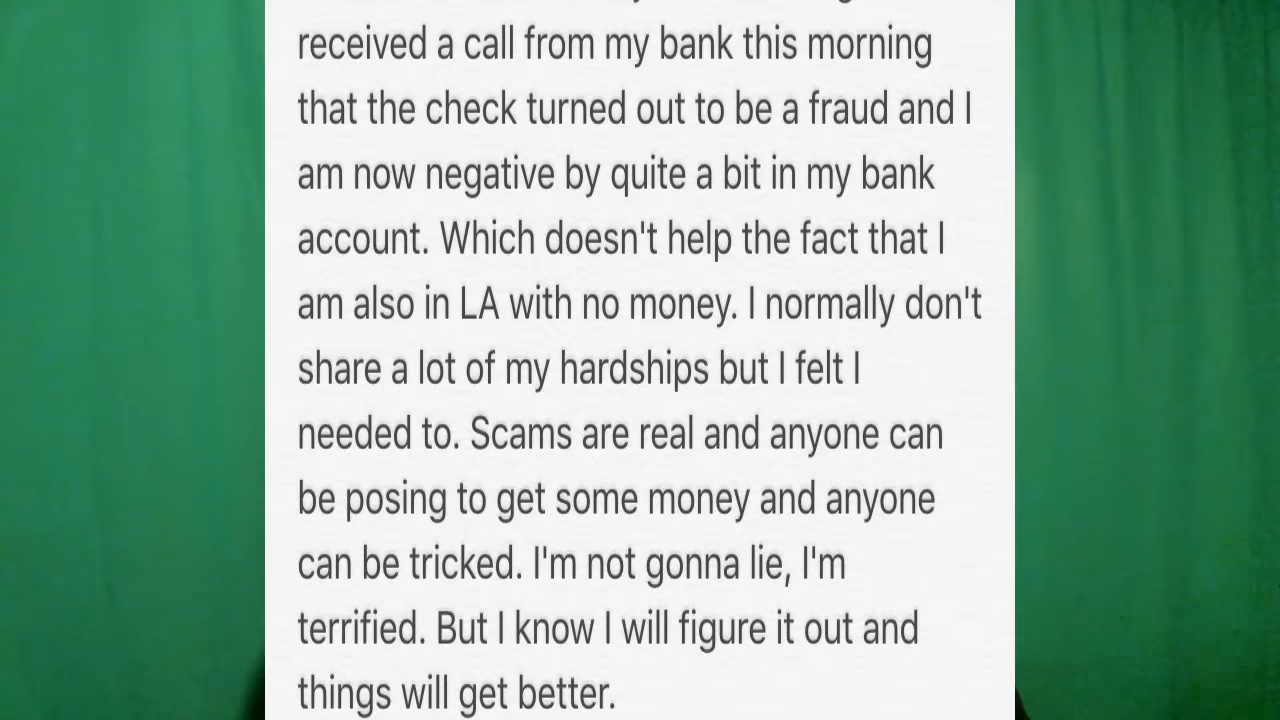 received a call from my bank this morning
that the check turned out to be a fraud and I
am now negative by quite a bit in my bank
account. Which doesn't help the fact that I
am also in LA with no money. I normally don't
share a lot of my hardships but I felt I
needed to. Scams are real and anyone can
be posing to get some money and anyone
can be tricked. I'm not gonna lie, I'm
terrified. But I know I will figure it out and
things will get better.